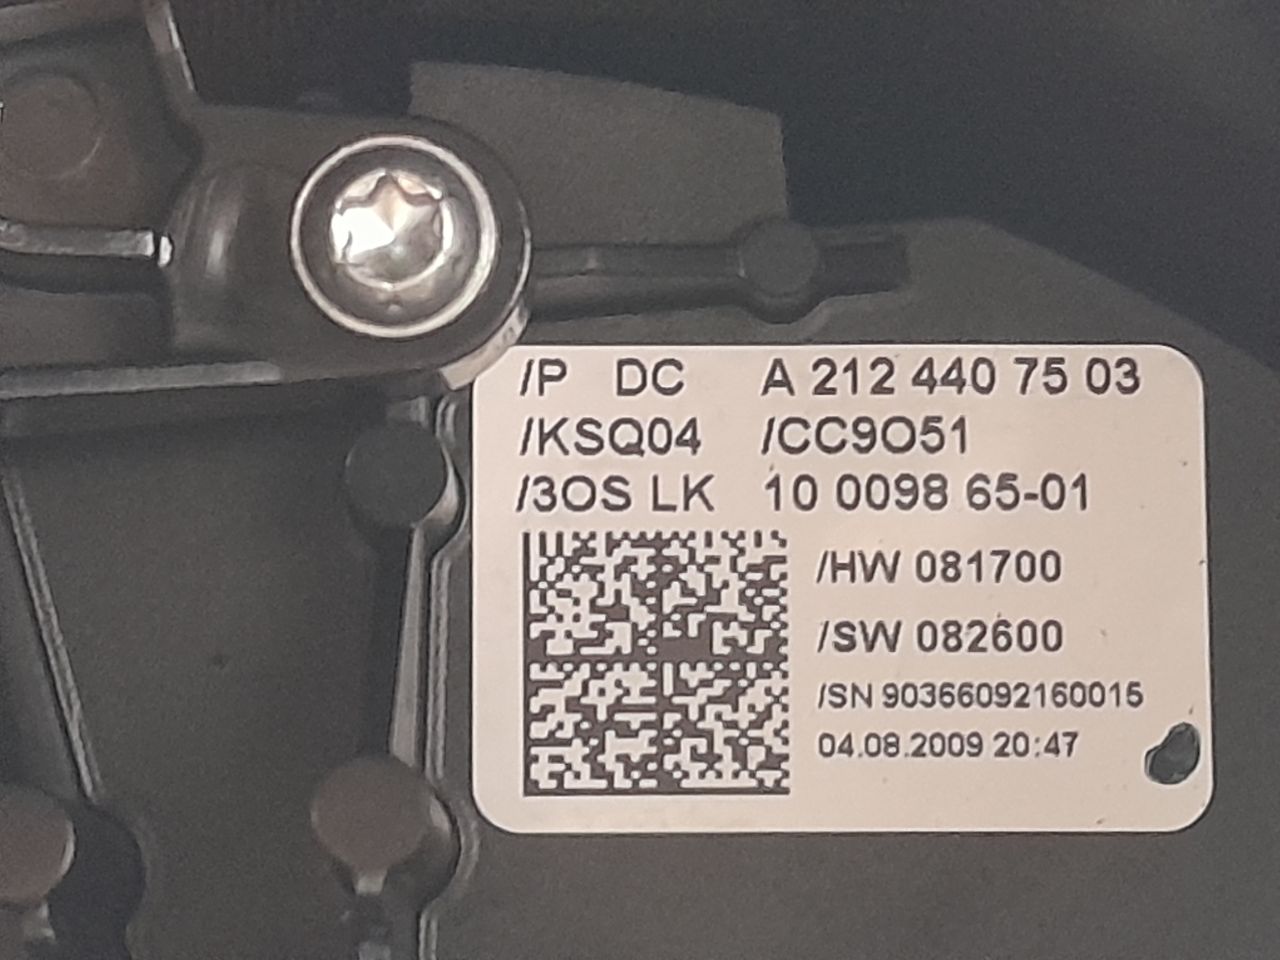 /P DC A 212 440 75 03
/KSQ04 /CC9O51
/3OS LK 10 0098 65-01
/HW 081700
/SW 082600
/SN 90366092160015
04.08.2009 20:47